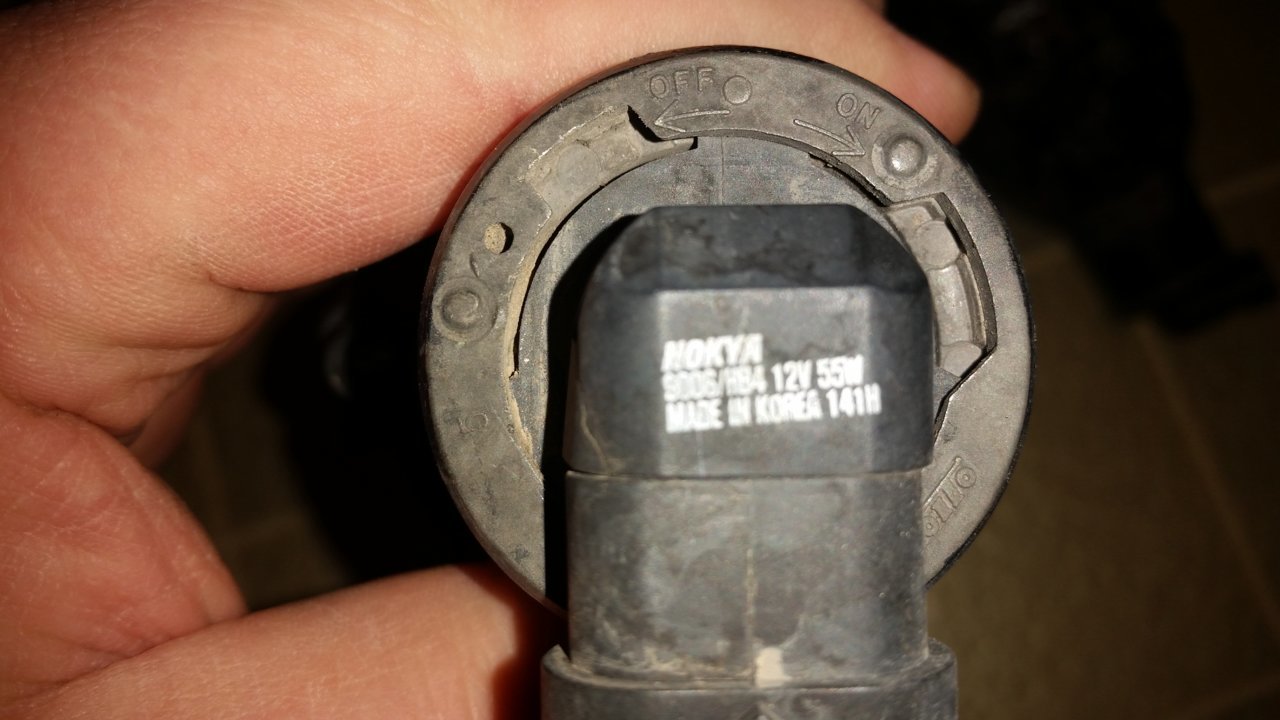 OFF
ON
NOKYA
9006/HB4 12V 55W
MADE IN KOREA 141H